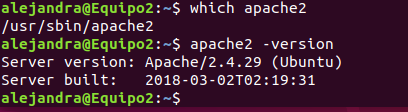 alejandra@Equipo2:~$ which apache2
/usr/sbin/apache2
alejandra@Equipo2:~$ apache2 -version
Server version: Apache/2.4.29 (Ubuntu)
Server built:   2018-03-02T02:19:31
alejandra@Equipo2:~$